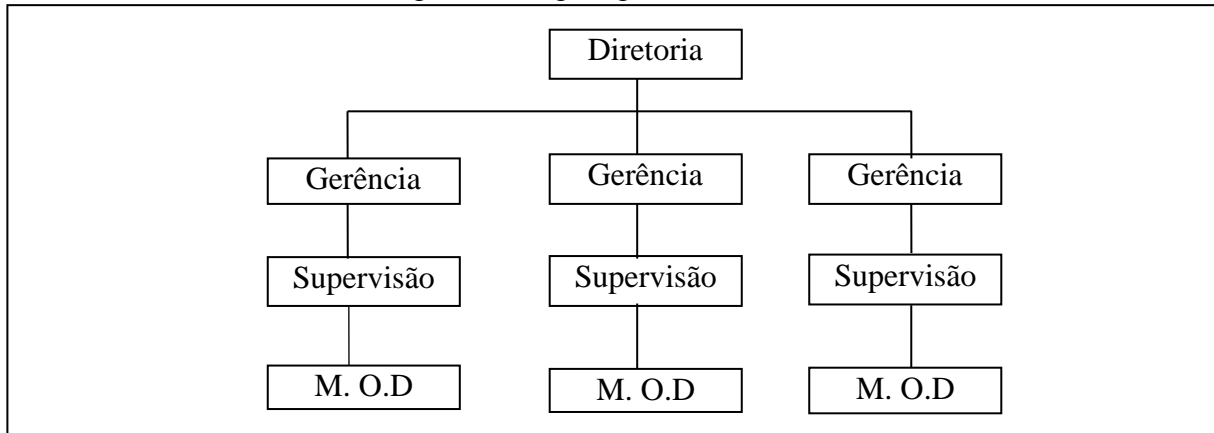 Diretoria
Gerência Gerência Gerência
Supervisão Supervisão Supervisão
M. O.D M. O.D M. O.D